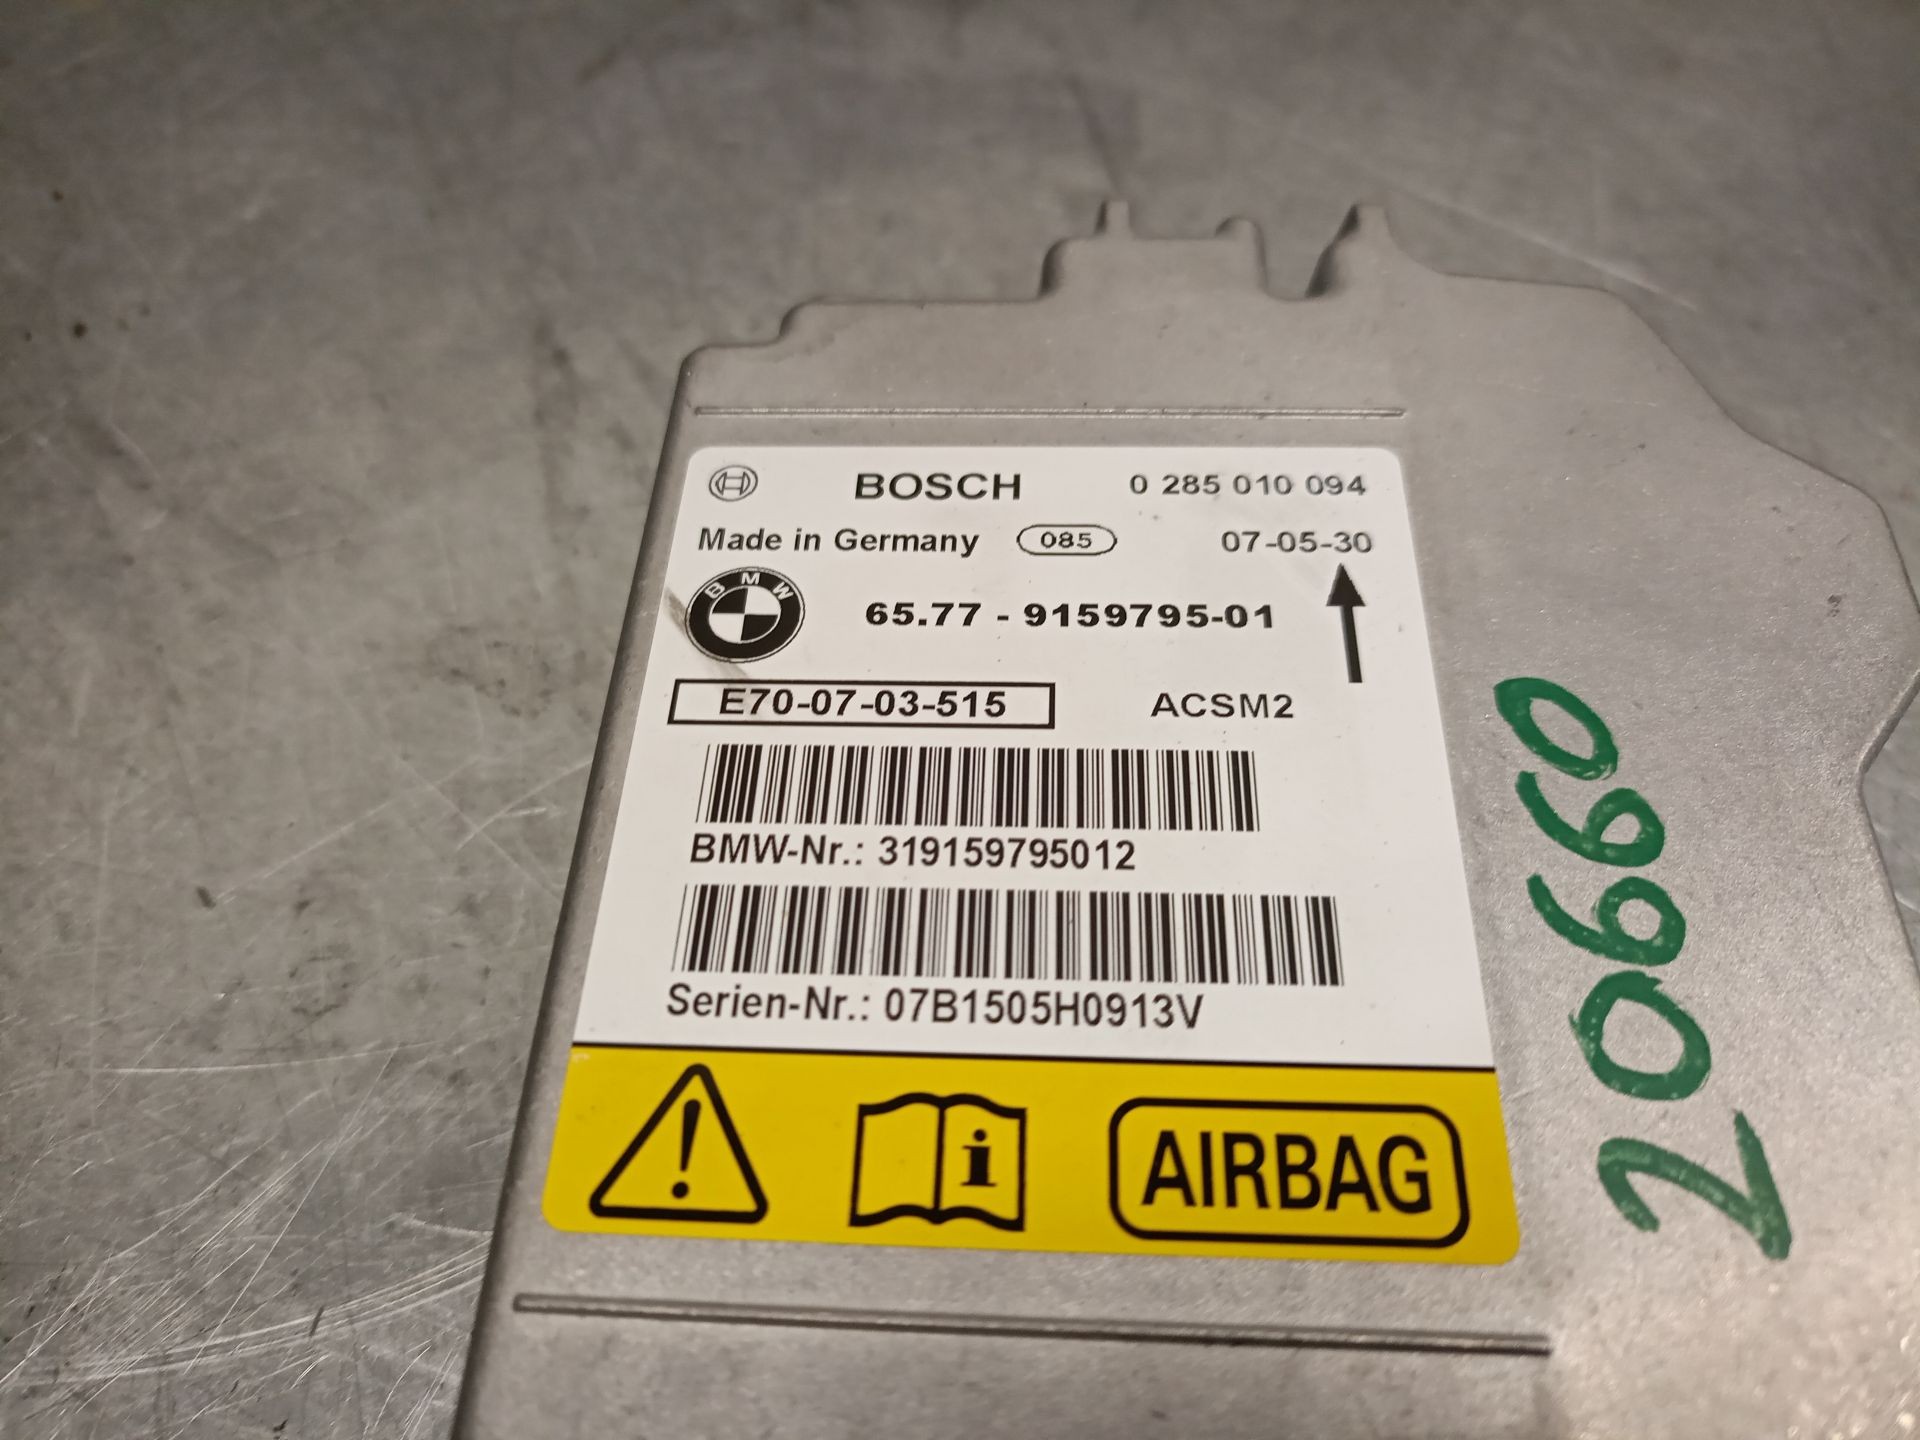 BOSCH 0 285 010 094
Made in Germany 085 07-05-30
BMW 65.77 - 9159795-01
E70-07-03-515 ACSM2
BMW-Nr.: 319159795012
Serien-Nr.: 07B1505H0913V
! i AIRBAG
20660